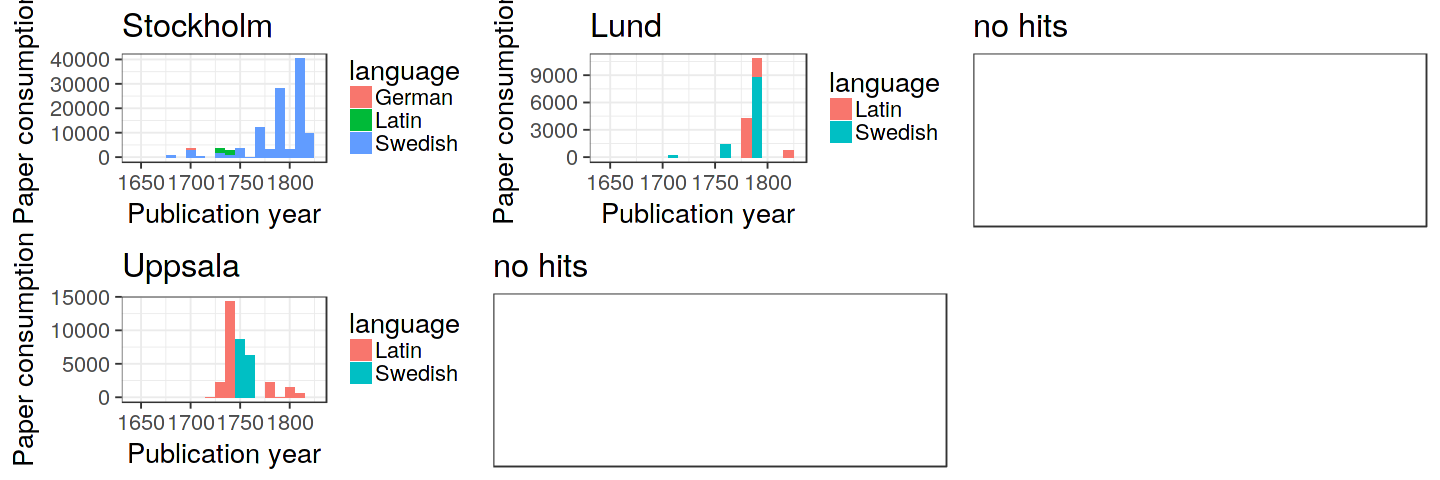 Stockholm
Paper consumption
40000
30000
20000
10000
0
1650 1700 1750 1800
Publication year
language
German
Latin
Swedish
Lund
Paper consumption
9000
6000
3000
0
1650 1700 1750 1800
Publication year
language
Latin
Swedish
no hits
Uppsala
Paper consumption
15000
10000
5000
0
1650 1700 1750 1800
Publication year
language
Latin
Swedish
no hits